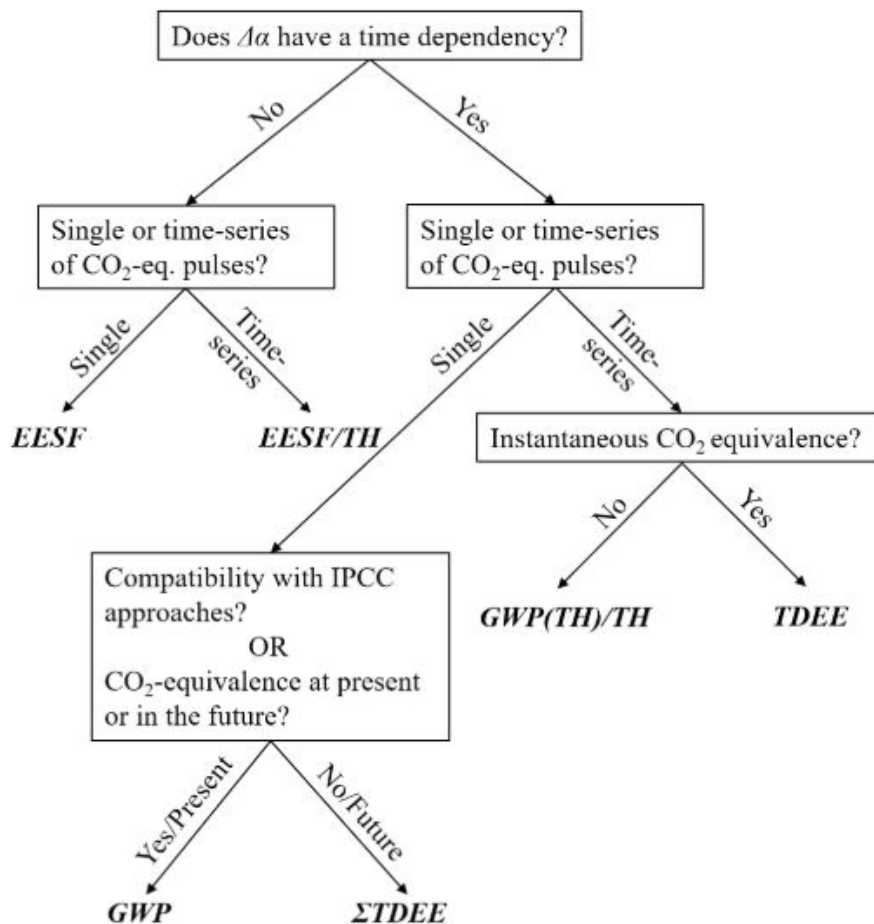 Does Δα have a time dependency?
No
Yes
Single or time-series
of CO₂-eq. pulses?
Single or time-series
of CO₂-eq. pulses?
Single
Time-
series
Single
Time-
series
EESF
EESF/TH
Instantaneous CO₂ equivalence?
No
Yes
Compatibility with IPCC
approaches?
OR
CO₂-equivalence at present
or in the future?
GWP(TH)/TH
TDEE
Yes/Present
No/Future
GWP
ΣTDEE